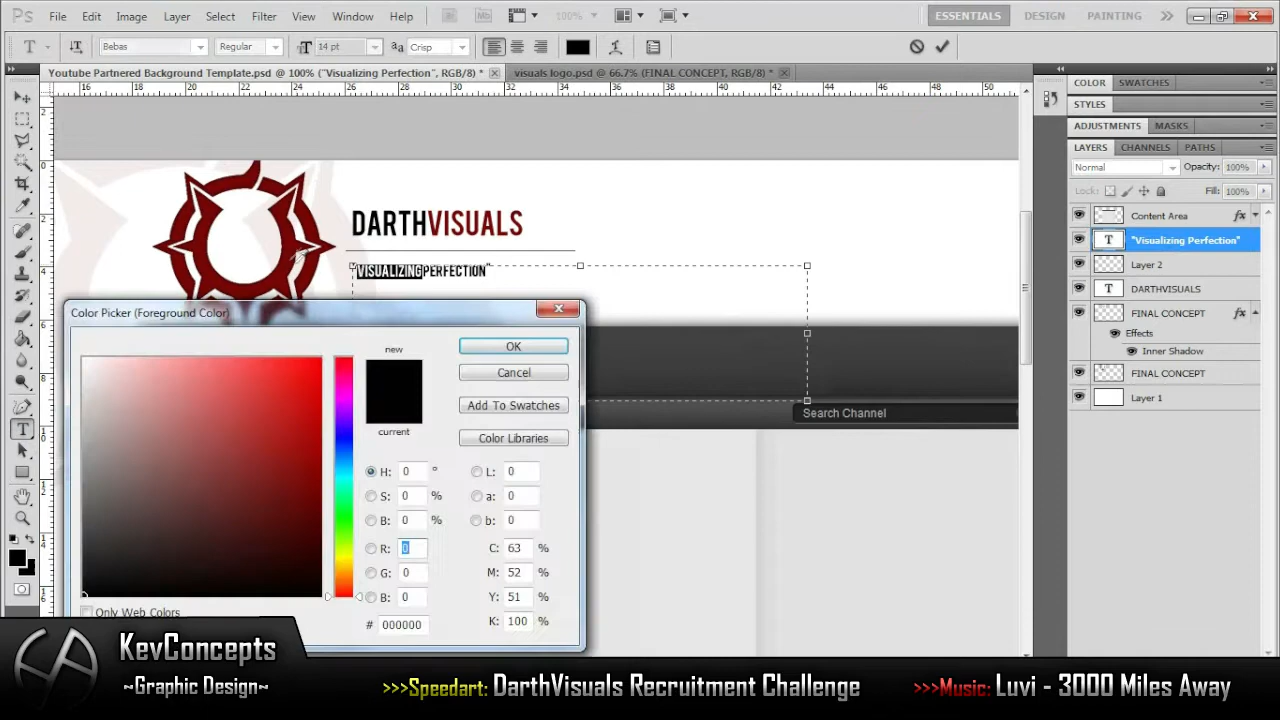 Ps File Edit Image Layer Select Filter View Window Help Br Mb 100% ESSENTIALS DESIGN PAINTING
T Bebas Regular 14 pt aa Crisp
Youtube Partnered Background Template.psd @ 100% ("Visualizing Perfection", RGB/8) * visuals logo.psd @ 66.7% (FINAL CONCEPT, RGB/8) *
16 18 20 22 24 26 28 30 32 34 36 38 40 42 44 46 48 50
DARTHVISUALS
"VISUALIZING PERFECTION"
Search Channel
Color Picker (Foreground Color)
new
current
OK
Cancel
Add To Swatches
Color Libraries
H: 0 ° L: 0
S: 0 % a: 0
B: 0 % b: 0
R: 0 C: 63 %
G: 0 M: 52 %
B: 0 Y: 51 %
# 000000 K: 100 %
Only Web Colors
COLOR SWATCHES
STYLES
ADJUSTMENTS MASKS
LAYERS CHANNELS PATHS
Normal Opacity: 100%
Lock: Fill: 100%
Content Area fx
T "Visualizing Perfection"
Layer 2
T DARTHVISUALS
FINAL CONCEPT fx
Effects
Inner Shadow
FINAL CONCEPT
Layer 1
KevConcepts
~Graphic Design~
>>>Speedart: DarthVisuals Recruitment Challenge
>>>Music: Luvi - 3000 Miles Away